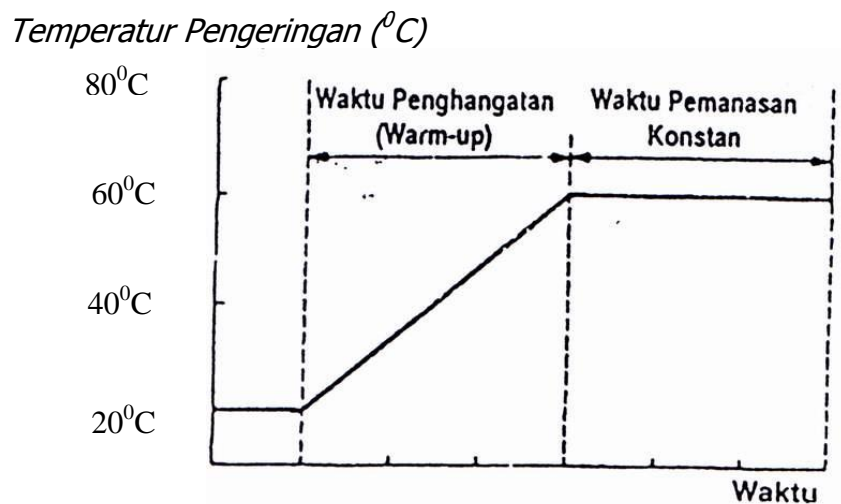 Temperatur Pengeringan (⁰C)
80⁰C
Waktu Penghangatan
(Warm-up)
Waktu Pemanasan
Konstan
60⁰C
40⁰C
20⁰C
Waktu